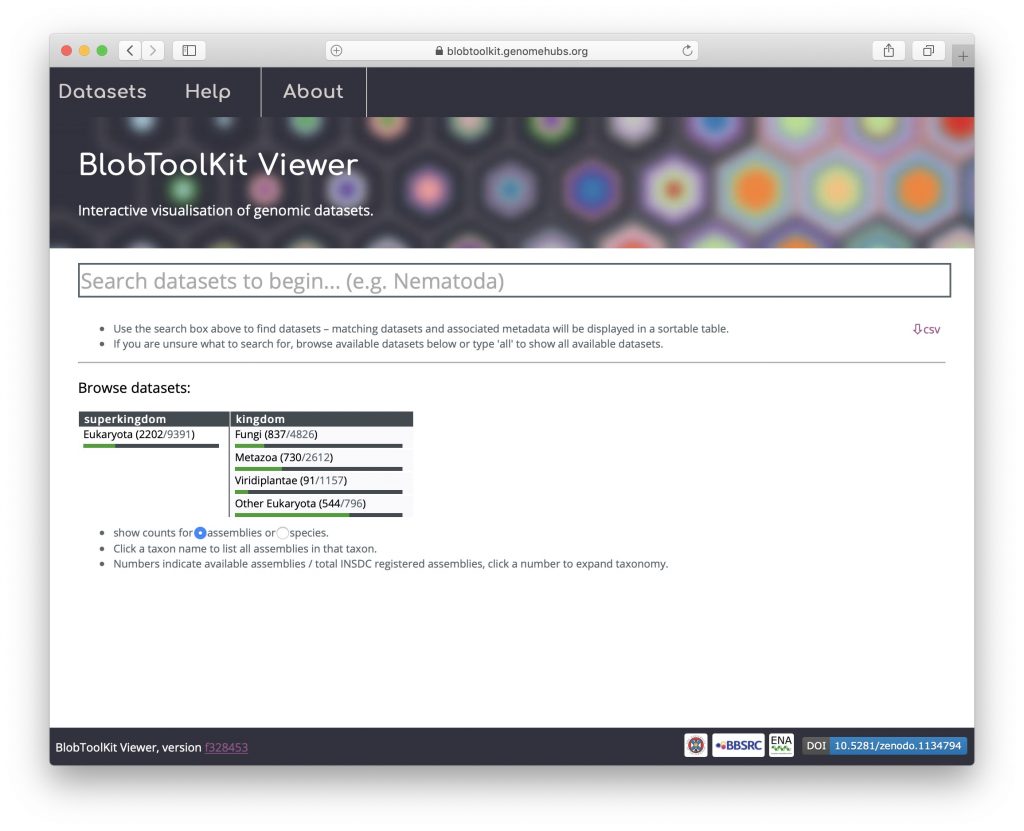 blobtoolkit.genomehubs.org
Datasets Help About
BlobToolKit Viewer
Interactive visualisation of genomic datasets.
Search datasets to begin... (e.g. Nematoda)
Use the search box above to find datasets – matching datasets and associated metadata will be displayed in a sortable table.
csv
If you are unsure what to search for, browse available datasets below or type 'all' to show all available datasets.
Browse datasets:
superkingdom kingdom
Eukaryota (2202/9391) Fungi (837/4826)
Metazoa (730/2612)
Viridiplantae (91/1157)
Other Eukaryota (544/796)
show counts for assemblies or species.
Click a taxon name to list all assemblies in that taxon.
Numbers indicate available assemblies / total INSDC registered assemblies, click a number to expand taxonomy.
BlobToolKit Viewer, version f328453
BBSRC
ENA
DOI 10.5281/zenodo.1134794